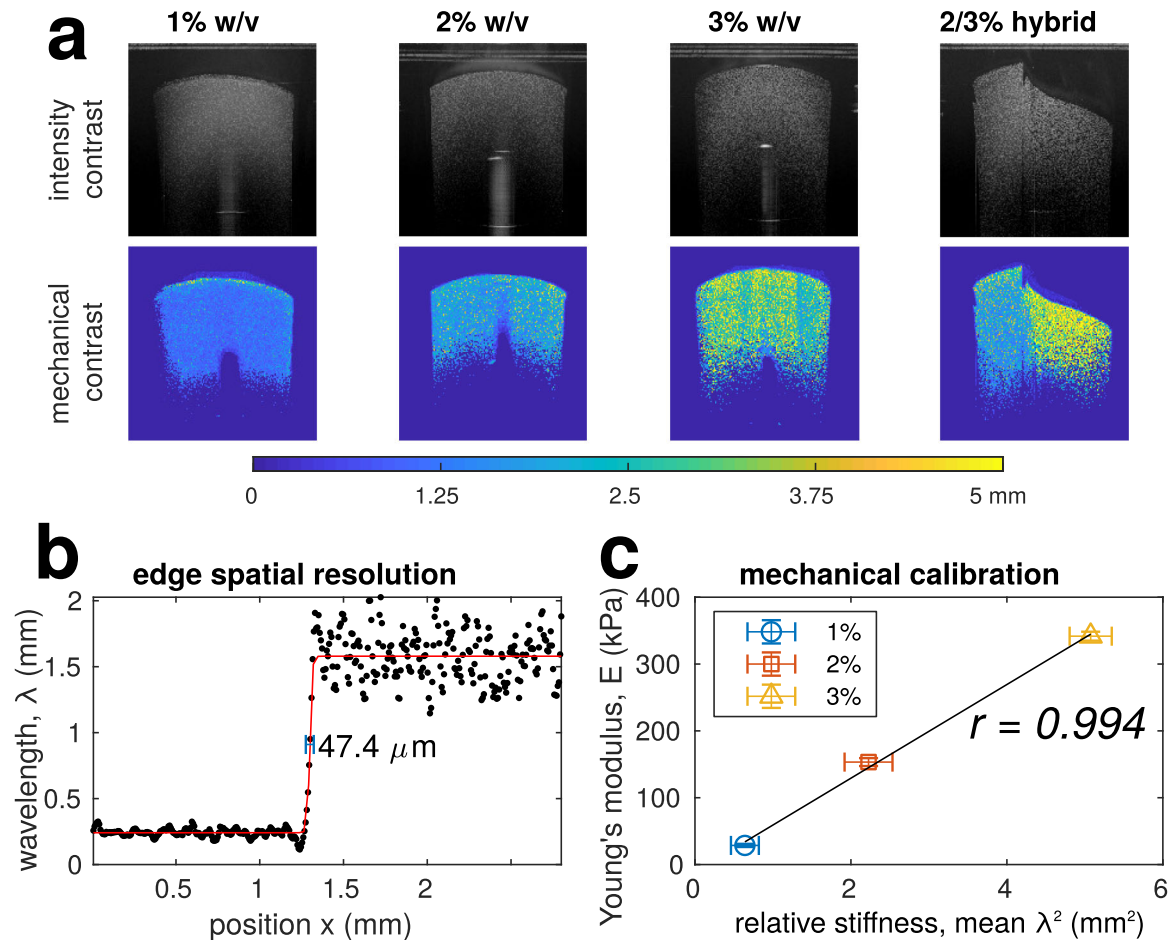 a
1% w/v
2% w/v
3% w/v
2/3% hybrid
intensity
contrast
mechanical
contrast
0
1.25
2.5
3.75
5 mm
b
edge spatial resolution
wavelength, λ (mm)
2
1.5
1
0.5
0
47.4 μm
0.5
1
1.5
2
position x (mm)
c
mechanical calibration
Young's modulus, E (kPa)
400
300
200
100
0
1%
2%
3%
r = 0.994
0
2
4
6
relative stiffness, mean λ² (mm²)